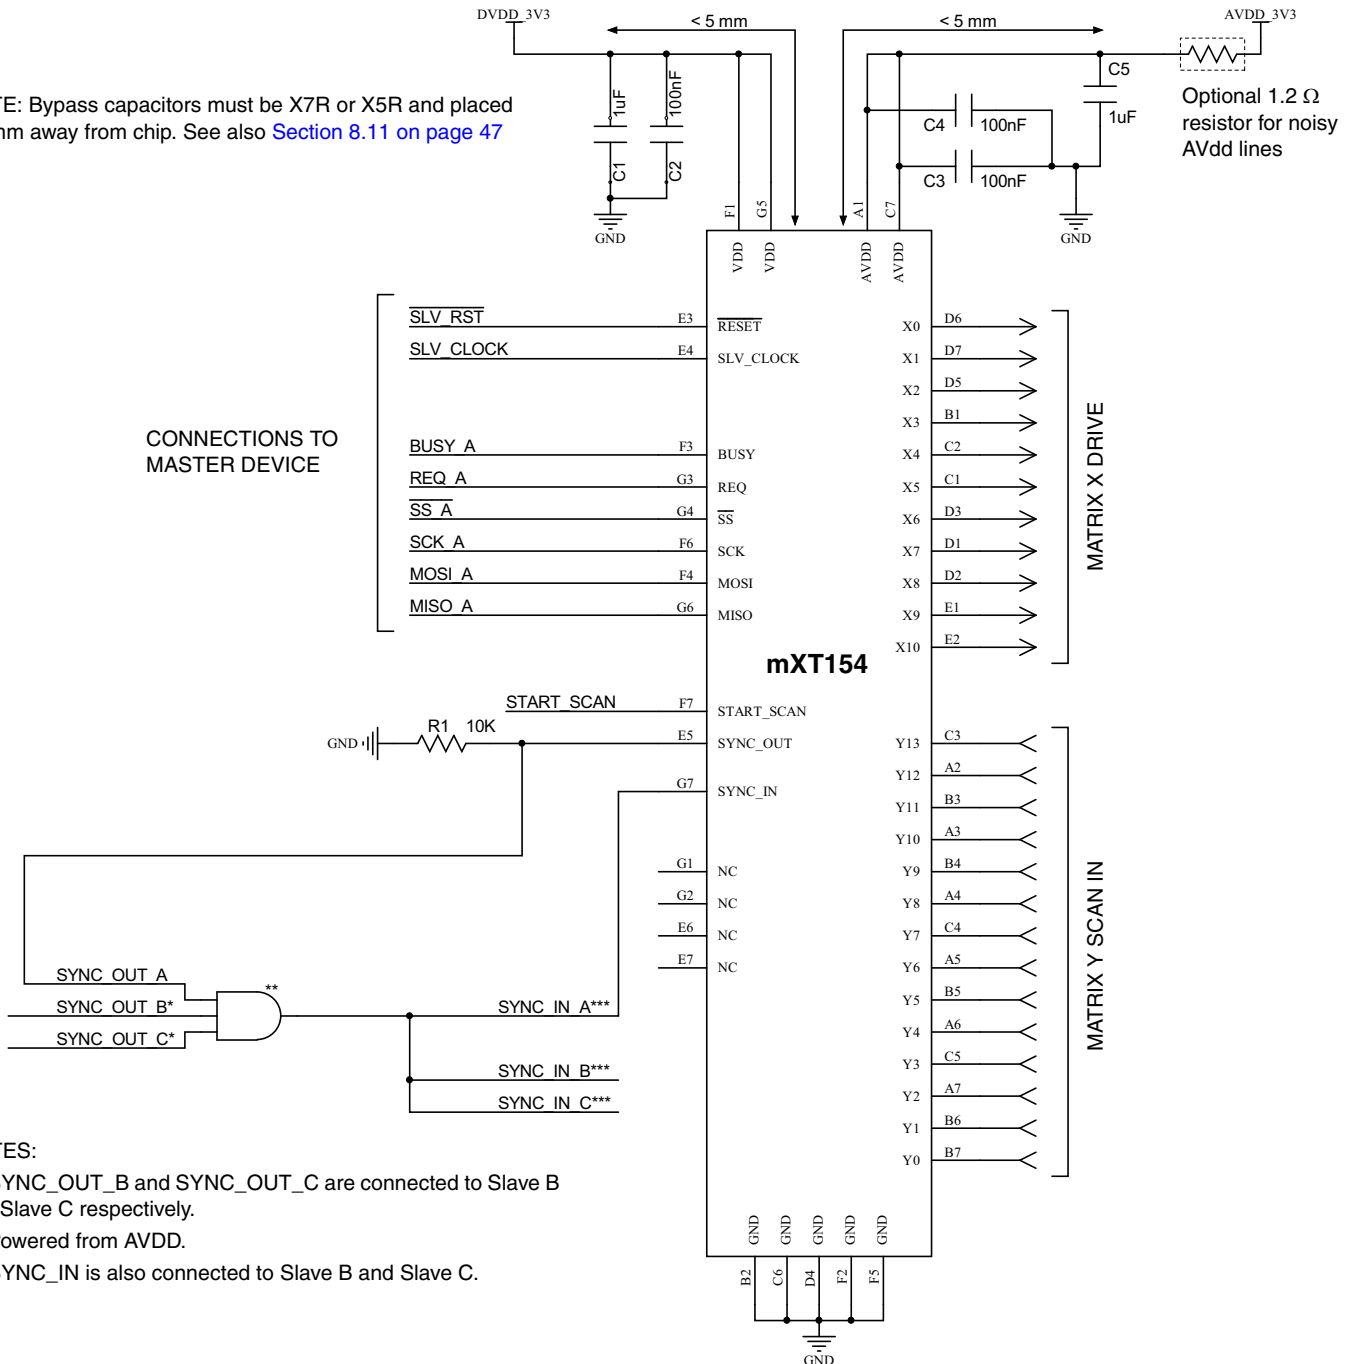 DVDD_3V3
< 5 mm
< 5 mm
AVDD_3V3
TE: Bypass capacitors must be X7R or X5R and placed
mm away from chip. See also Section 8.11 on page 47
1uF
100nF
C1
C2
GND
C5
1uF
C4
100nF
C3
100nF
GND
Optional 1.2 Ω
resistor for noisy
AVdd lines
F1
G5
A1
C7
VDD
VDD
AVDD
AVDD
CONNECTIONS TO
MASTER DEVICE
SLV_RST E3 RESET
SLV_CLOCK E4 SLV_CLOCK
BUSY_A F3 BUSY
REQ_A G3 REQ
SS_A G4 SS
SCK_A F6 SCK
MOSI_A F4 MOSI
MISO_A G6 MISO
X0 D6
X1 D7
X2 D5
X3 B1
X4 C2
X5 C1
X6 D3
X7 D1
X8 D2
X9 E1
X10 E2
MATRIX X DRIVE
mXT154
START_SCAN F7 START_SCAN
GND R1 10K E5 SYNC_OUT
G7 SYNC_IN
G1 NC
G2 NC
E6 NC
E7 NC
Y13 C3
Y12 A2
Y11 B3
Y10 A3
Y9 B4
Y8 A4
Y7 C4
Y6 A5
Y5 B5
Y4 A6
Y3 C5
Y2 A7
Y1 B6
Y0 B7
MATRIX Y SCAN IN
SYNC_OUT_A
SYNC_OUT_B*
SYNC_OUT_C*
**
SYNC_IN_A***
SYNC_IN_B***
SYNC_IN_C***
TES:
SYNC_OUT_B and SYNC_OUT_C are connected to Slave B
Slave C respectively.
owered from AVDD.
SYNC_IN is also connected to Slave B and Slave C.
GND
GND
GND
GND
GND
B2
C6
D4
F2
F5
GND